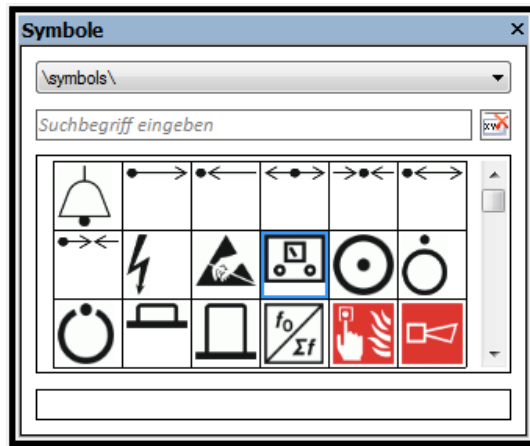 Symbole
\symbols\
Suchbegriff eingeben
f0
Σf